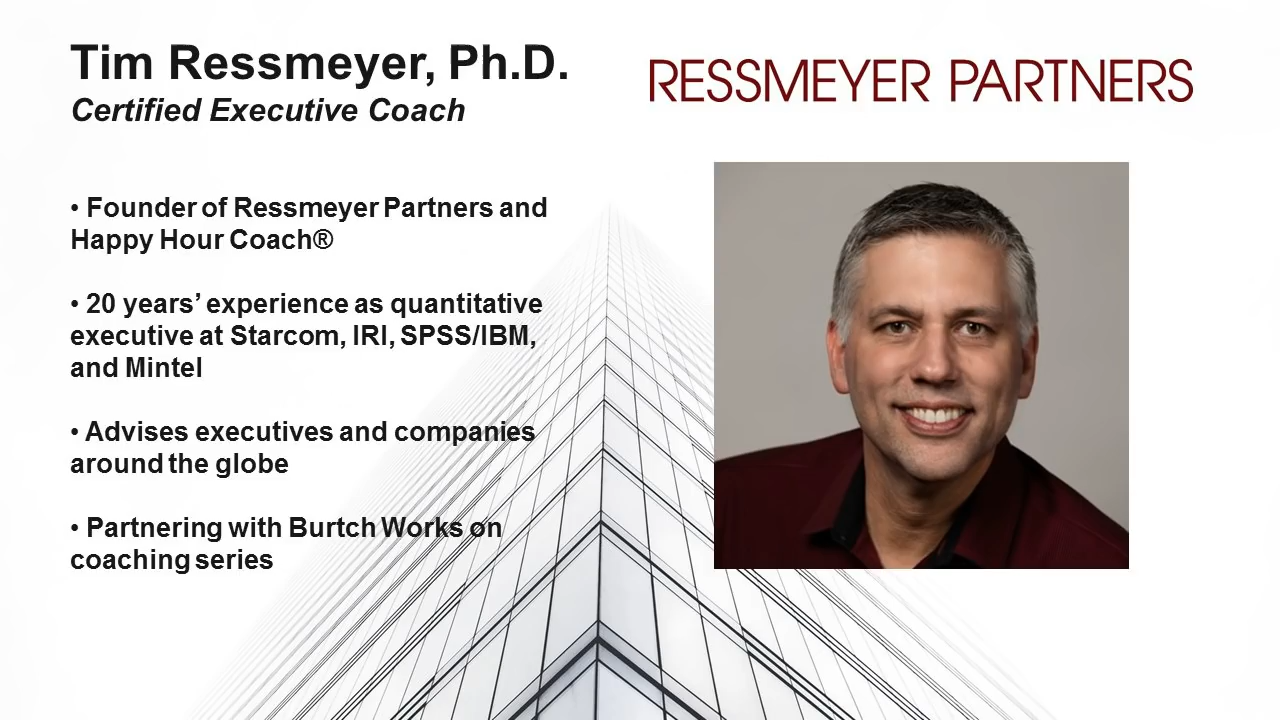 Tim Ressmeyer, Ph.D.
Certified Executive Coach
RESSMEYER PARTNERS
• Founder of Ressmeyer Partners and
Happy Hour Coach®
• 20 years’ experience as quantitative
executive at Starcom, IRI, SPSS/IBM,
and Mintel
• Advises executives and companies
around the globe
• Partnering with Burtch Works on
coaching series